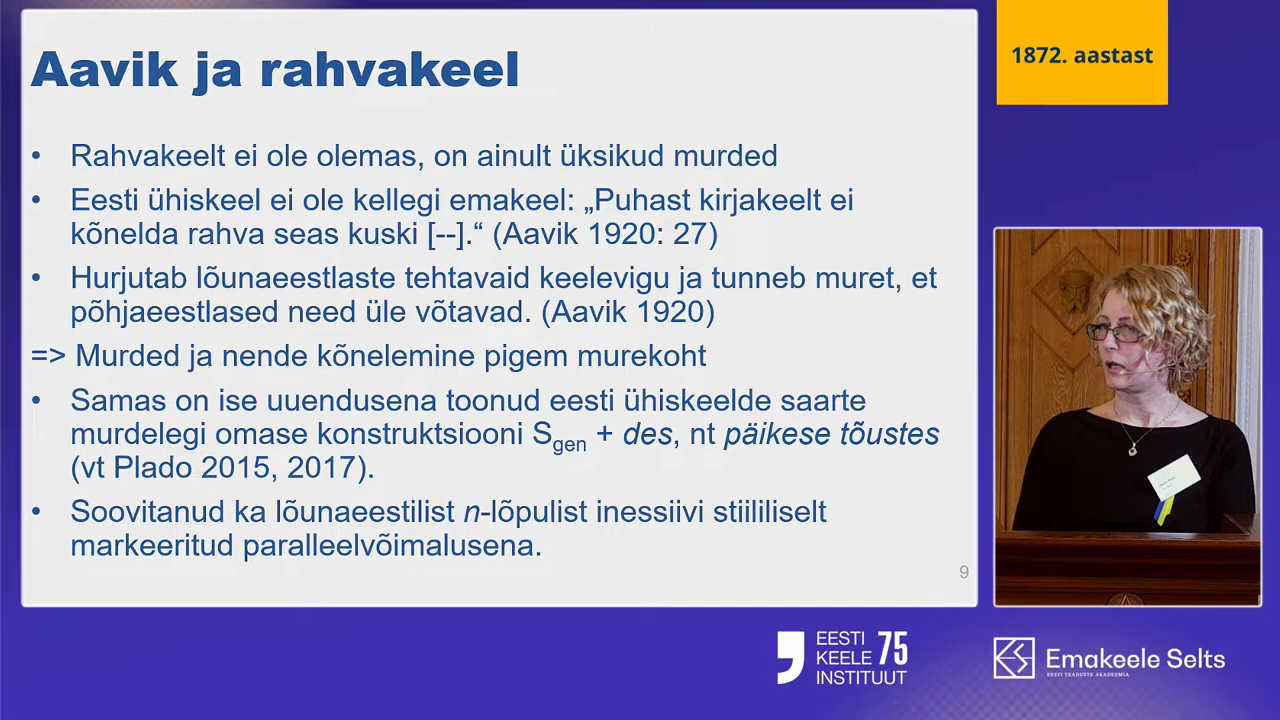 Aavik ja rahvakeel
1872. aastast
• Rahvakeelt ei ole olemas, on ainult üksikud murded
• Eesti ühiskeel ei ole kellegi emakeel: „Puhast kirjakeelt ei
kõnelda rahva seas kuski [--].“ (Aavik 1920: 27)
• Hurjutab lõunaeestlaste tehtavaid keelevigu ja tunneb muret, et
põhjaeestlased need üle võtavad. (Aavik 1920)
=> Murded ja nende kõnelemine pigem murekoht
• Samas on ise uuendusena toonud eesti ühiskeelde saarte
murdelegi omase konstruktsiooni Sgen + des, nt päikese tõustes
(vt Plado 2015, 2017).
• Soovitanud ka lõunaeestilist n-lõpulist inessiivi stiililiselt
markeeritud paralleelvõimalusena.
9
EESTI
KEELE 75
INSTITUUT
Emakeele Selts
EESTI TEADUSTE AKADEEMIA